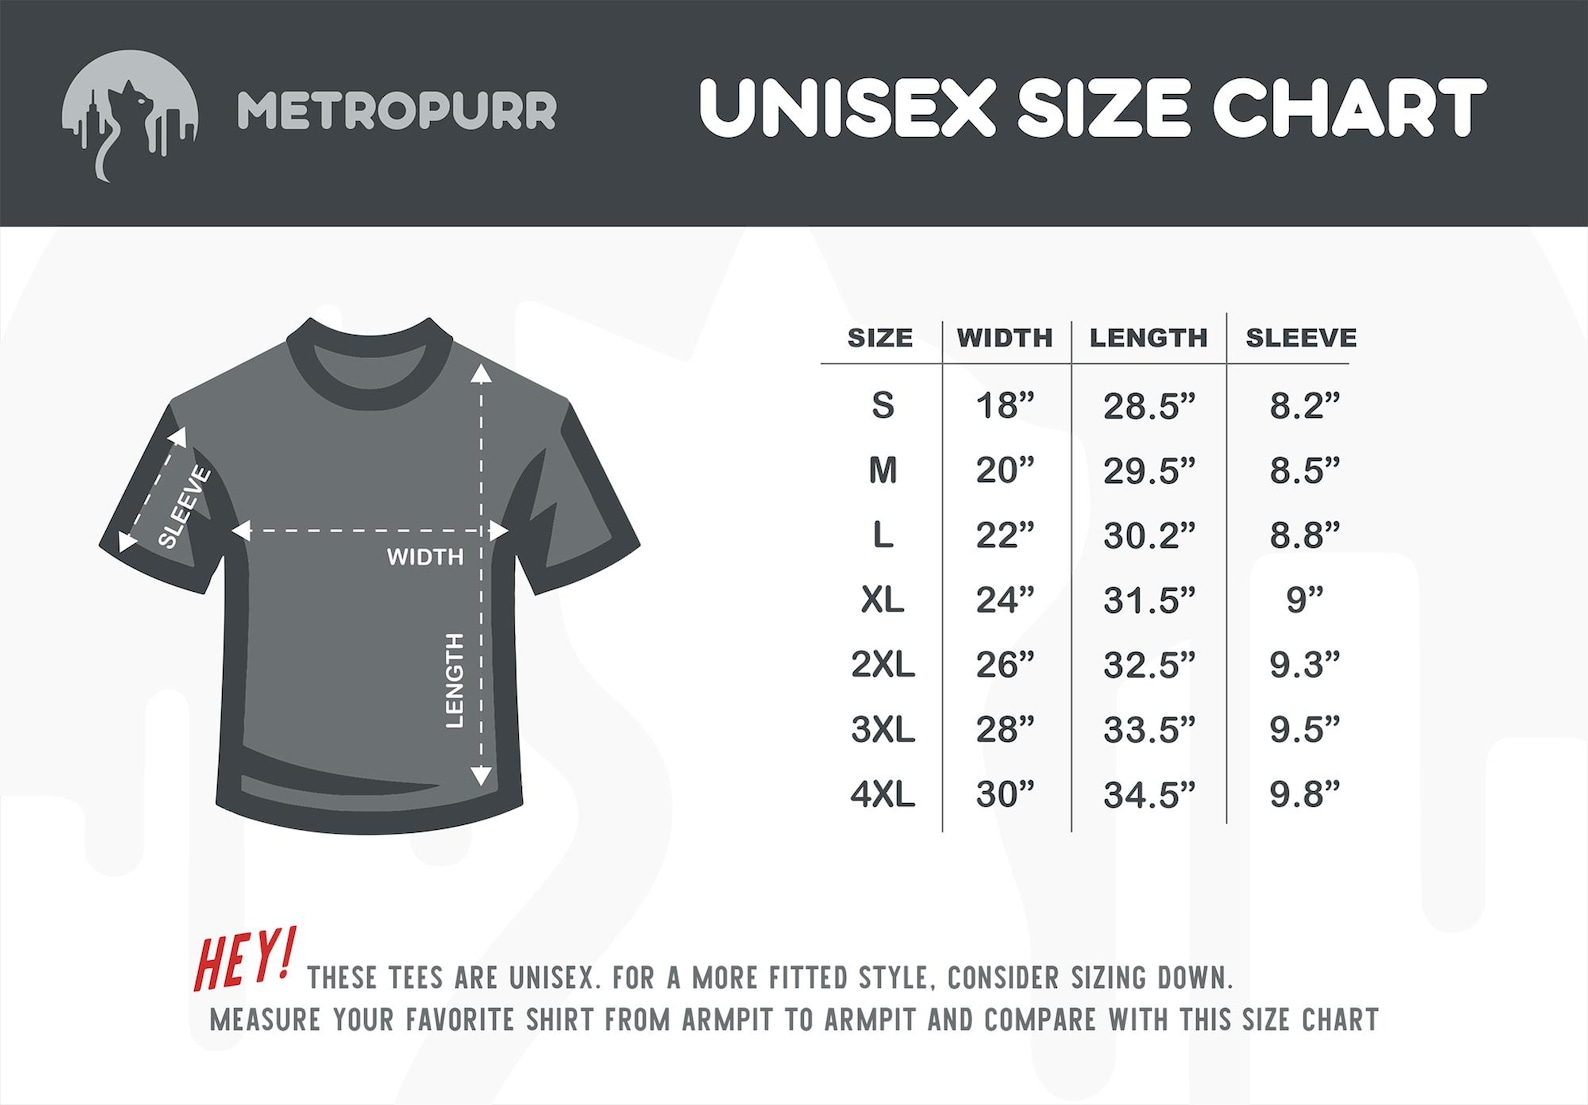 METROPURR
UNISEX SIZE CHART
SLEEVE
WIDTH
LENGTH
SIZE WIDTH LENGTH SLEEVE
S 18” 28.5” 8.2”
M 20” 29.5” 8.5”
L 22” 30.2” 8.8”
XL 24” 31.5” 9”
2XL 26” 32.5” 9.3”
3XL 28” 33.5” 9.5”
4XL 30” 34.5” 9.8”
HEY! THESE TEES ARE UNISEX. FOR A MORE FITTED STYLE, CONSIDER SIZING DOWN.
MEASURE YOUR FAVORITE SHIRT FROM ARMPIT TO ARMPIT AND COMPARE WITH THIS SIZE CHART